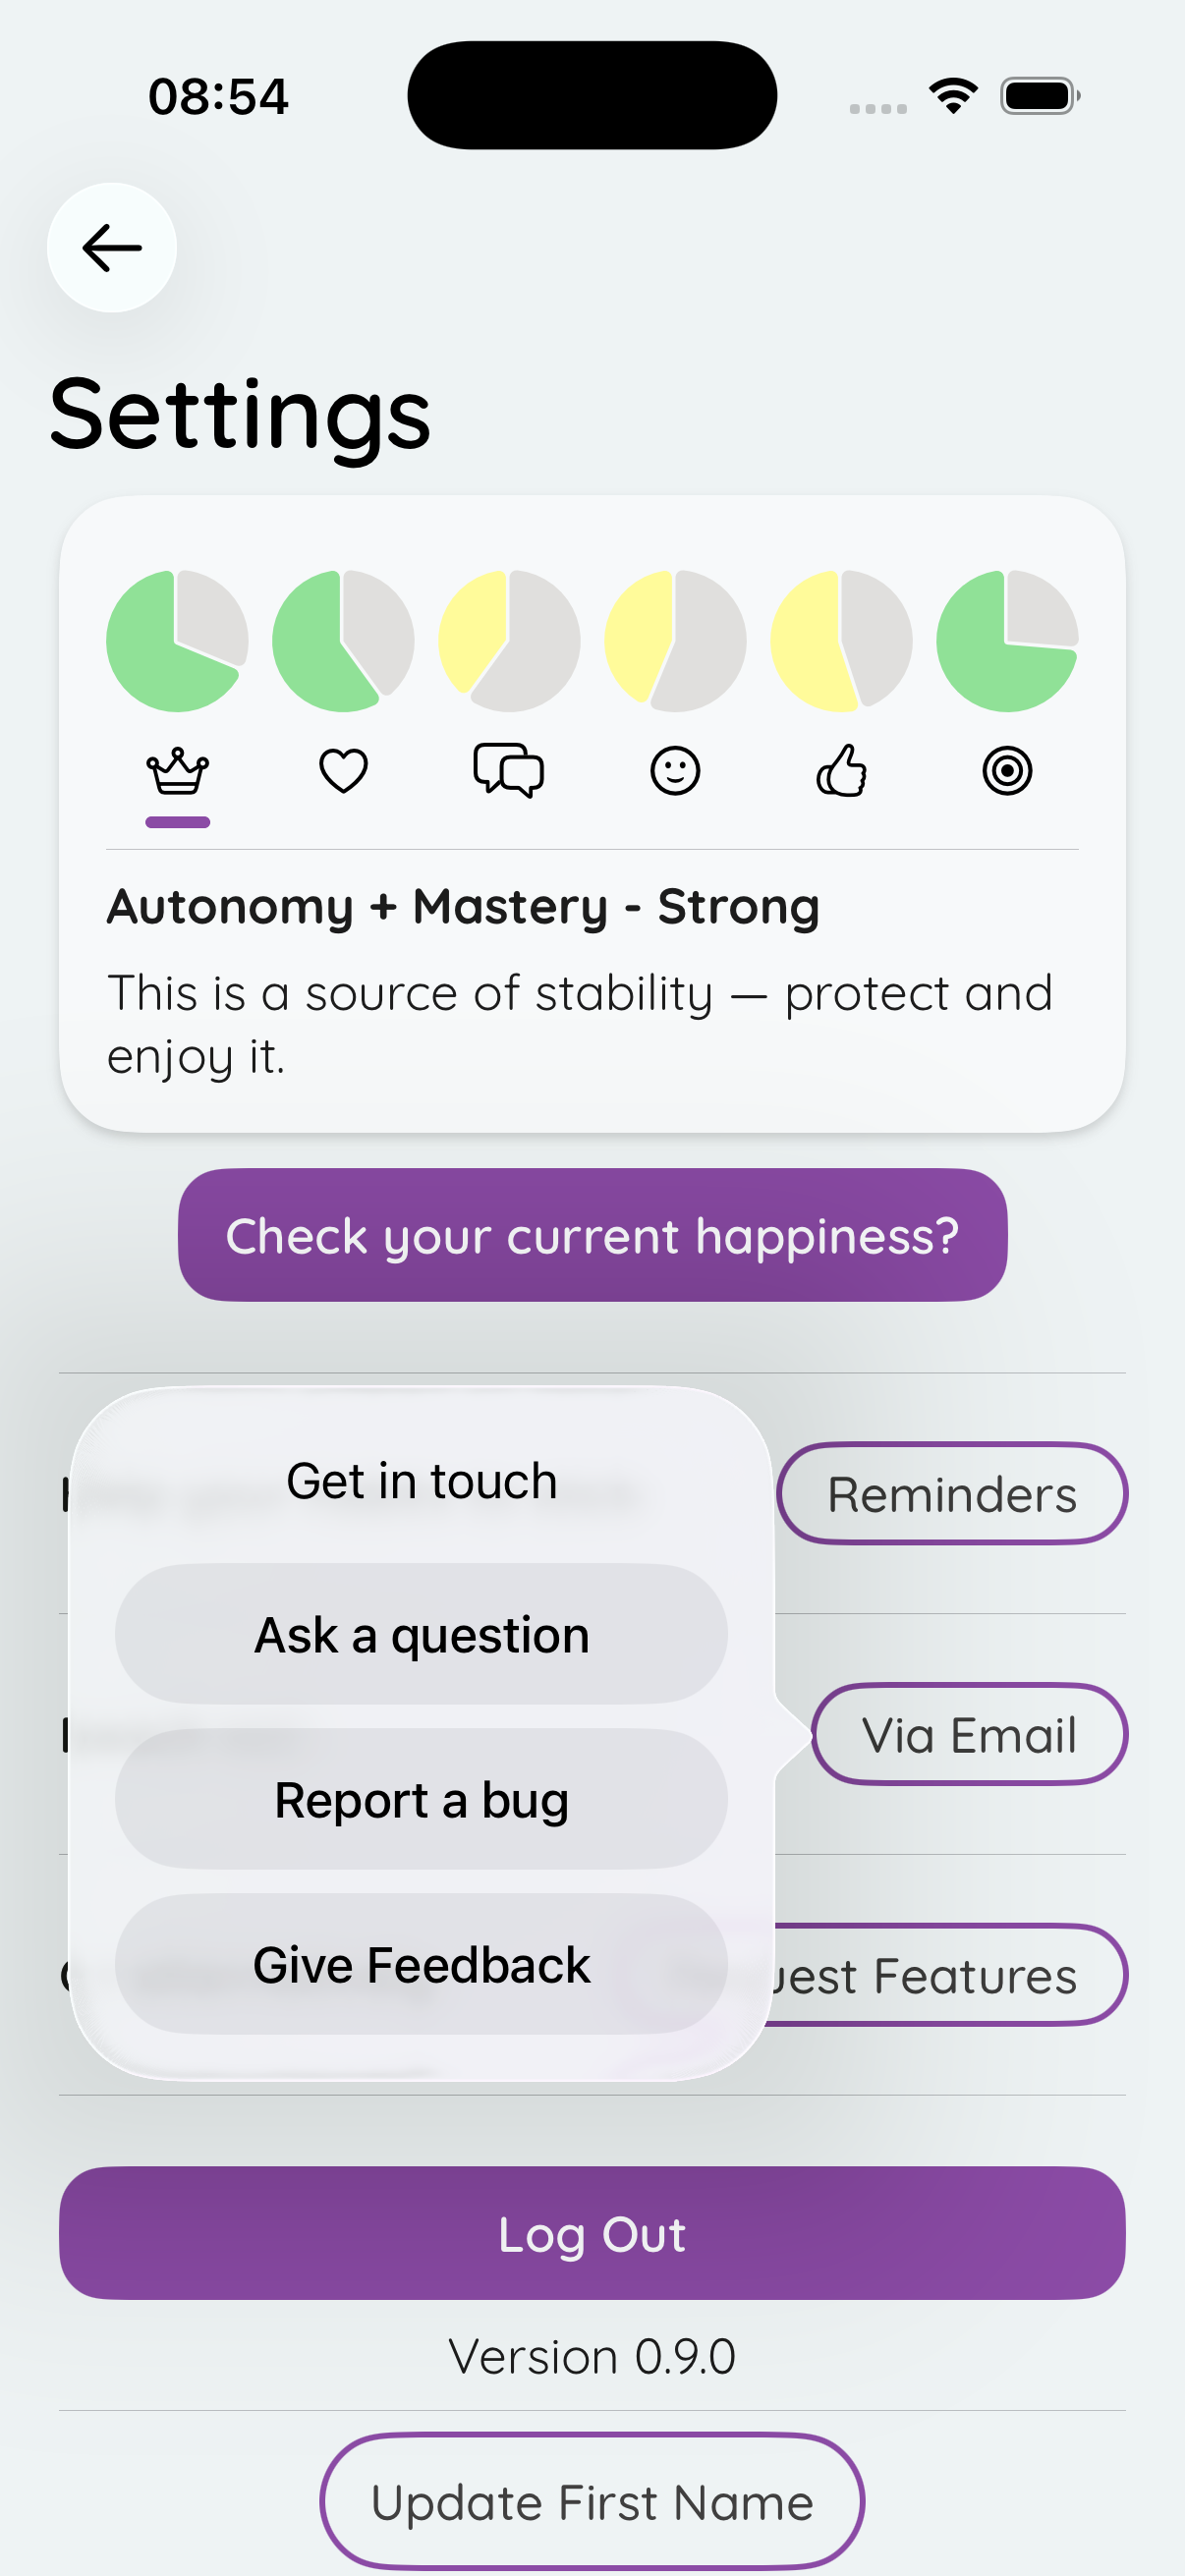 08:54
Settings
Autonomy + Mastery - Strong
This is a source of stability — protect and
enjoy it.
Check your current happiness?
Get in touch
Reminders
Ask a question
Via Email
Report a bug
Give Feedback
Features
Log Out
Version 0.9.0
Update First Name